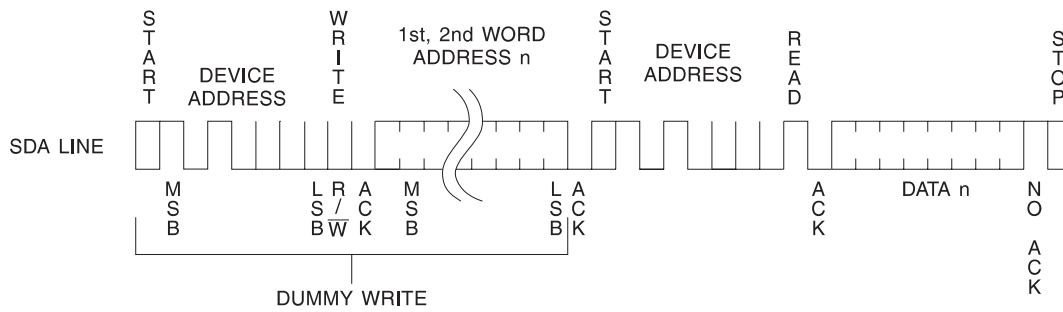 START
WRITE
START
READ
STOP
DEVICE
ADDRESS
1st, 2nd WORD
ADDRESS n
DEVICE
ADDRESS
SDA LINE
MSB
LSB
R/W
ACK
MSB
LSB
ACK
ACK
DATA n
NO ACK
DUMMY WRITE